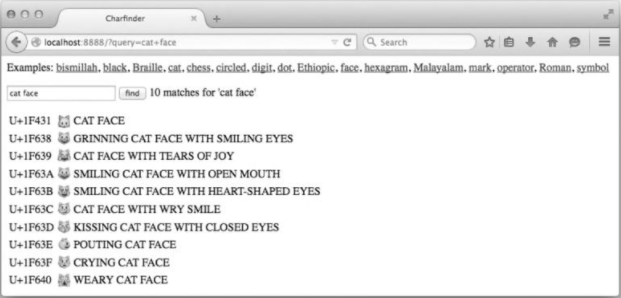 Charfinder
localhost:8888/?query=cat+face
Search
Examples: bismillah, black, Braille, cat, chess, circled, digit, dot, Ethiopic, face, hexagram, Malayalam, mark, operator, Roman, symbol
cat face find 10 matches for 'cat face'
U+1F431 🐱 CAT FACE
U+1F638 😸 GRINNING CAT FACE WITH SMILING EYES
U+1F639 😹 CAT FACE WITH TEARS OF JOY
U+1F63A 😺 SMILING CAT FACE WITH OPEN MOUTH
U+1F63B 😻 SMILING CAT FACE WITH HEART-SHAPED EYES
U+1F63C 😼 CAT FACE WITH WRY SMILE
U+1F63D 😽 KISSING CAT FACE WITH CLOSED EYES
U+1F63E 😾 POUTING CAT FACE
U+1F63F 😿 CRYING CAT FACE
U+1F640 🙀 WEARY CAT FACE